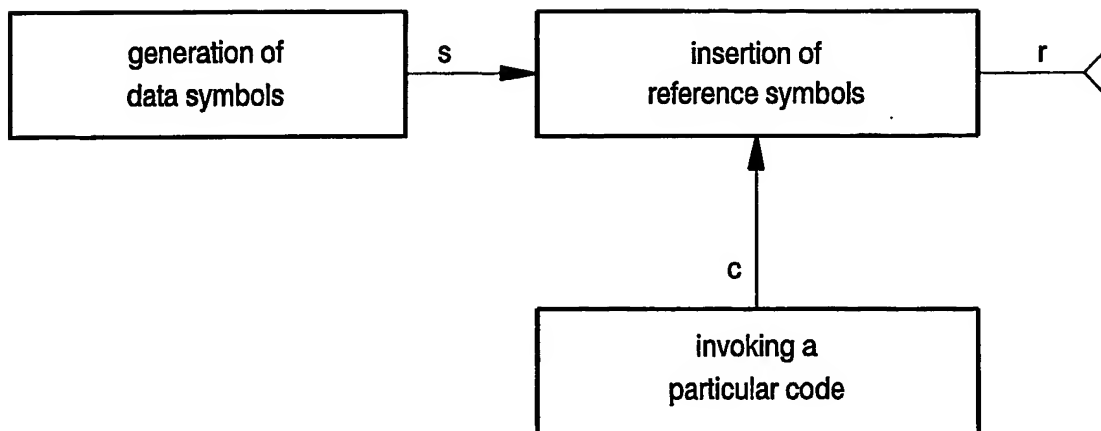 generation of
data symbols
s
insertion of
reference symbols
r
c
invoking a
particular code